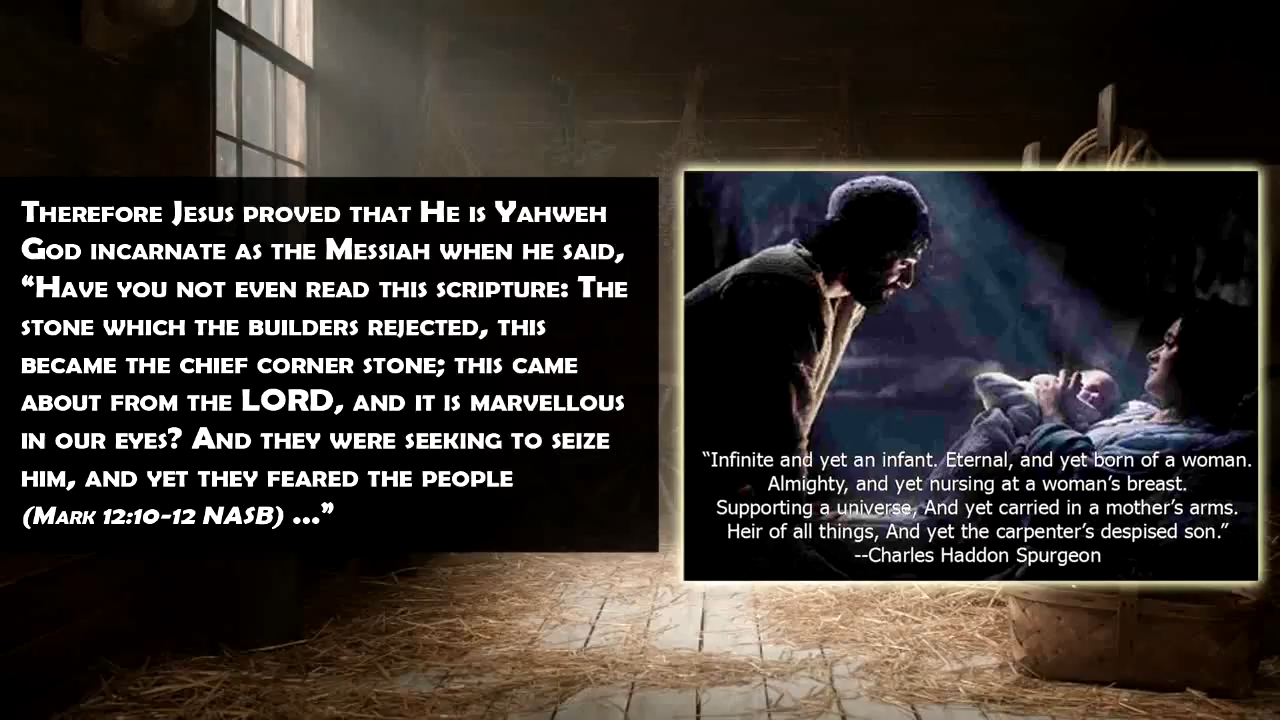 Therefore Jesus proved that He is Yahweh
God incarnate as the Messiah when he said,
“Have you not even read this scripture: The
stone which the builders rejected, this
became the chief corner stone; this came
about from the LORD, and it is marvellous
in our eyes? And they were seeking to seize
him, and yet they feared the people
(Mark 12:10-12 NASB) ...”
“Infinite and yet an infant. Eternal, and yet born of a woman.
Almighty, and yet nursing at a woman’s breast.
Supporting a universe, And yet carried in a mother’s arms.
Heir of all things, And yet the carpenter’s despised son.”
--Charles Haddon Spurgeon